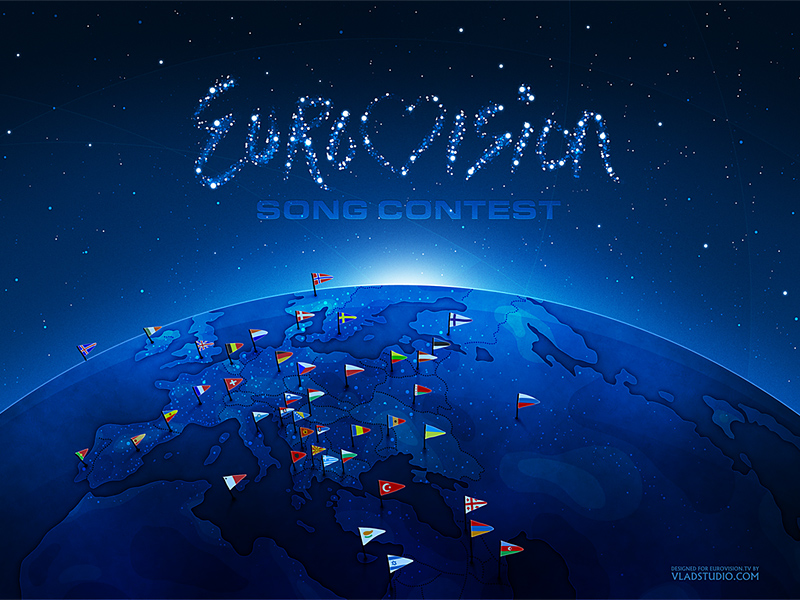 EUROVISION
SONG CONTEST
DESIGNED FOR EUROVISION.TV BY
VLADSTUDIO.COM